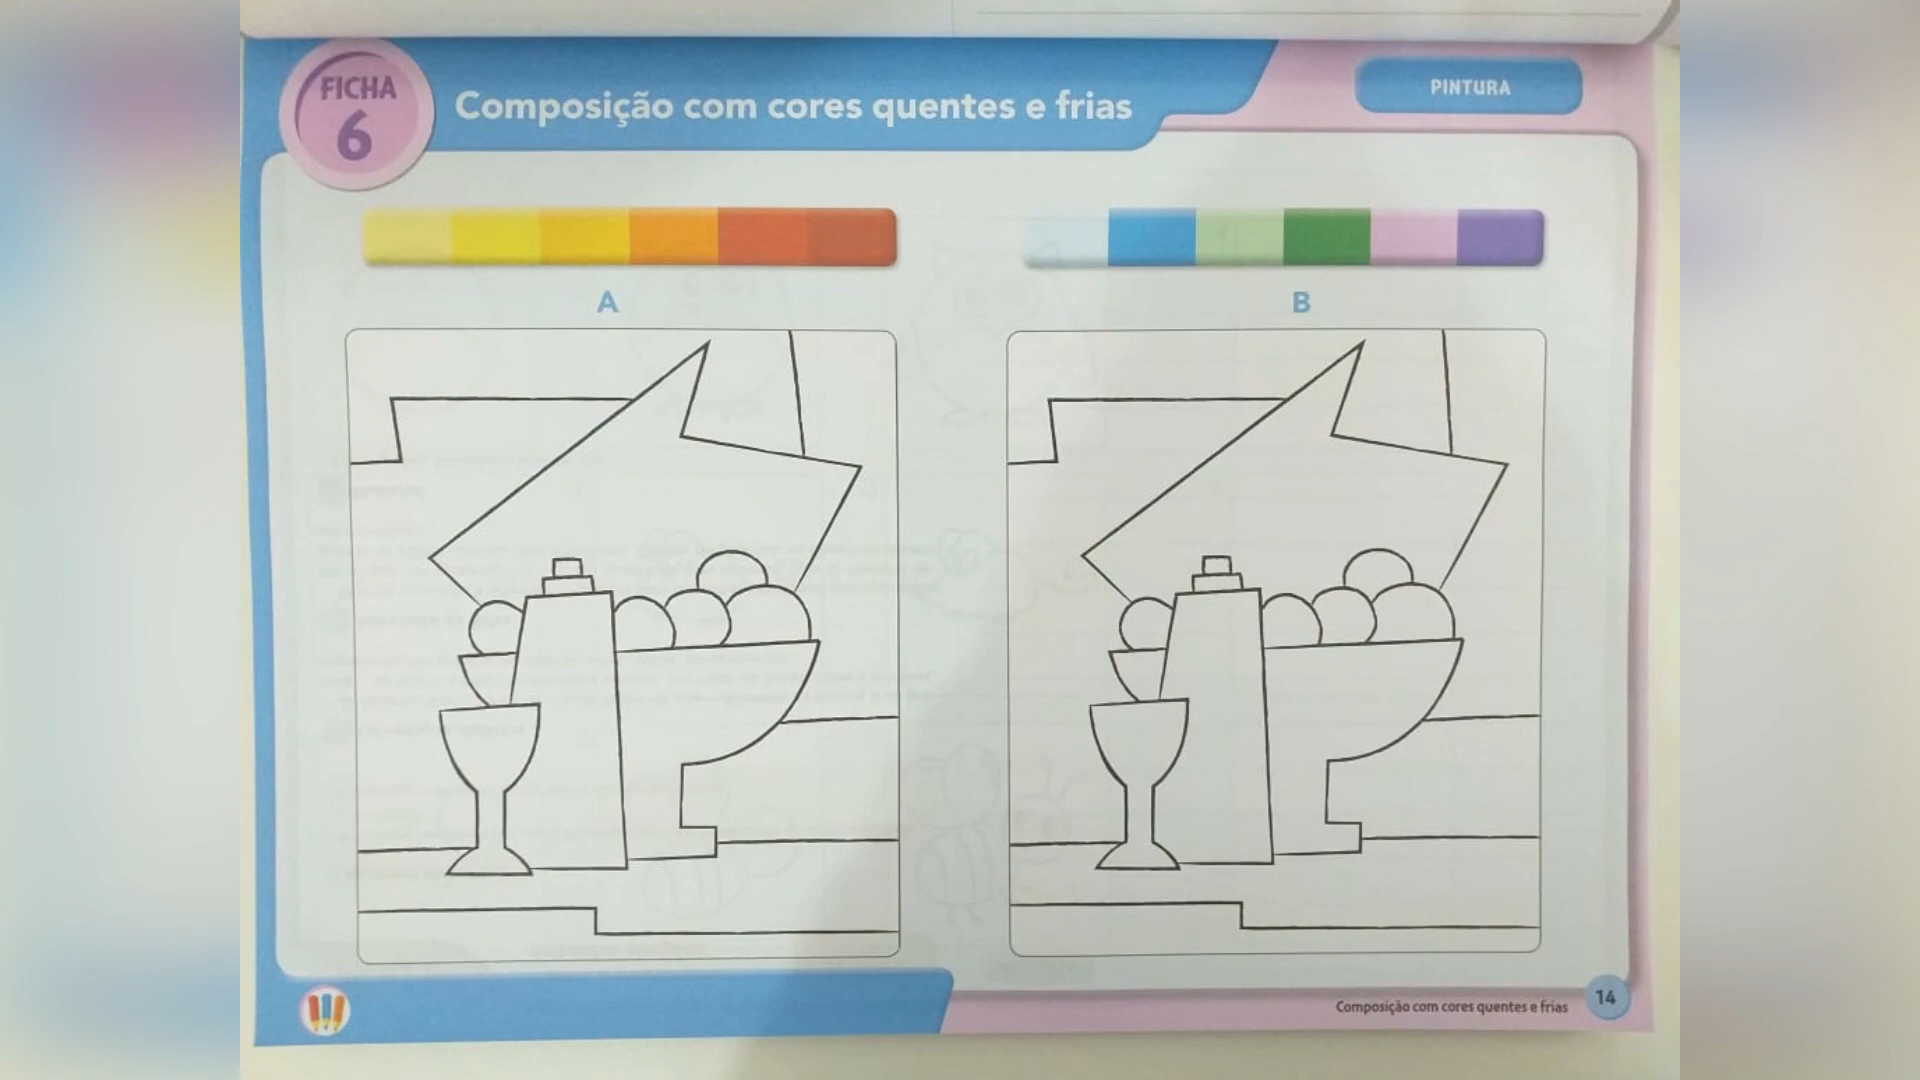 FICHA
6
Composição com cores quentes e frias
PINTURA
A
B
Composição com cores quentes e frias
14